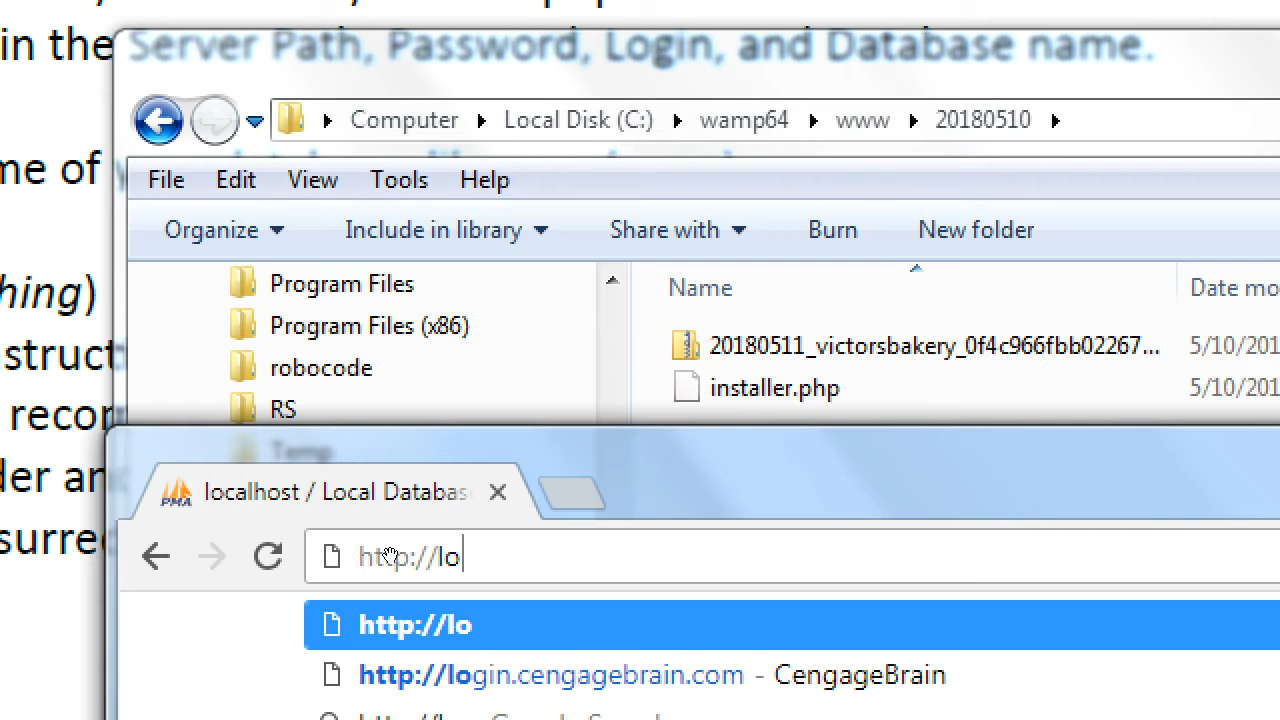 in the Server Path, Password, Login, and Database name.
Computer Local Disk (C:) wamp64 www 20180510
me of
File Edit View Tools Help
Organize Include in library Share with Burn New folder
hing)
Program Files
Name Date mo
Program Files (x86)
struct
20180511_victorsbakery_0f4c966fbb02267... 5/10/201
robocode
installer.php 5/10/201
RS
recor
Temp
der an
localhost / Local Databas
PMA
surrec
http://lo
http://lo
http://login.cengagebrain.com - CengageBrain